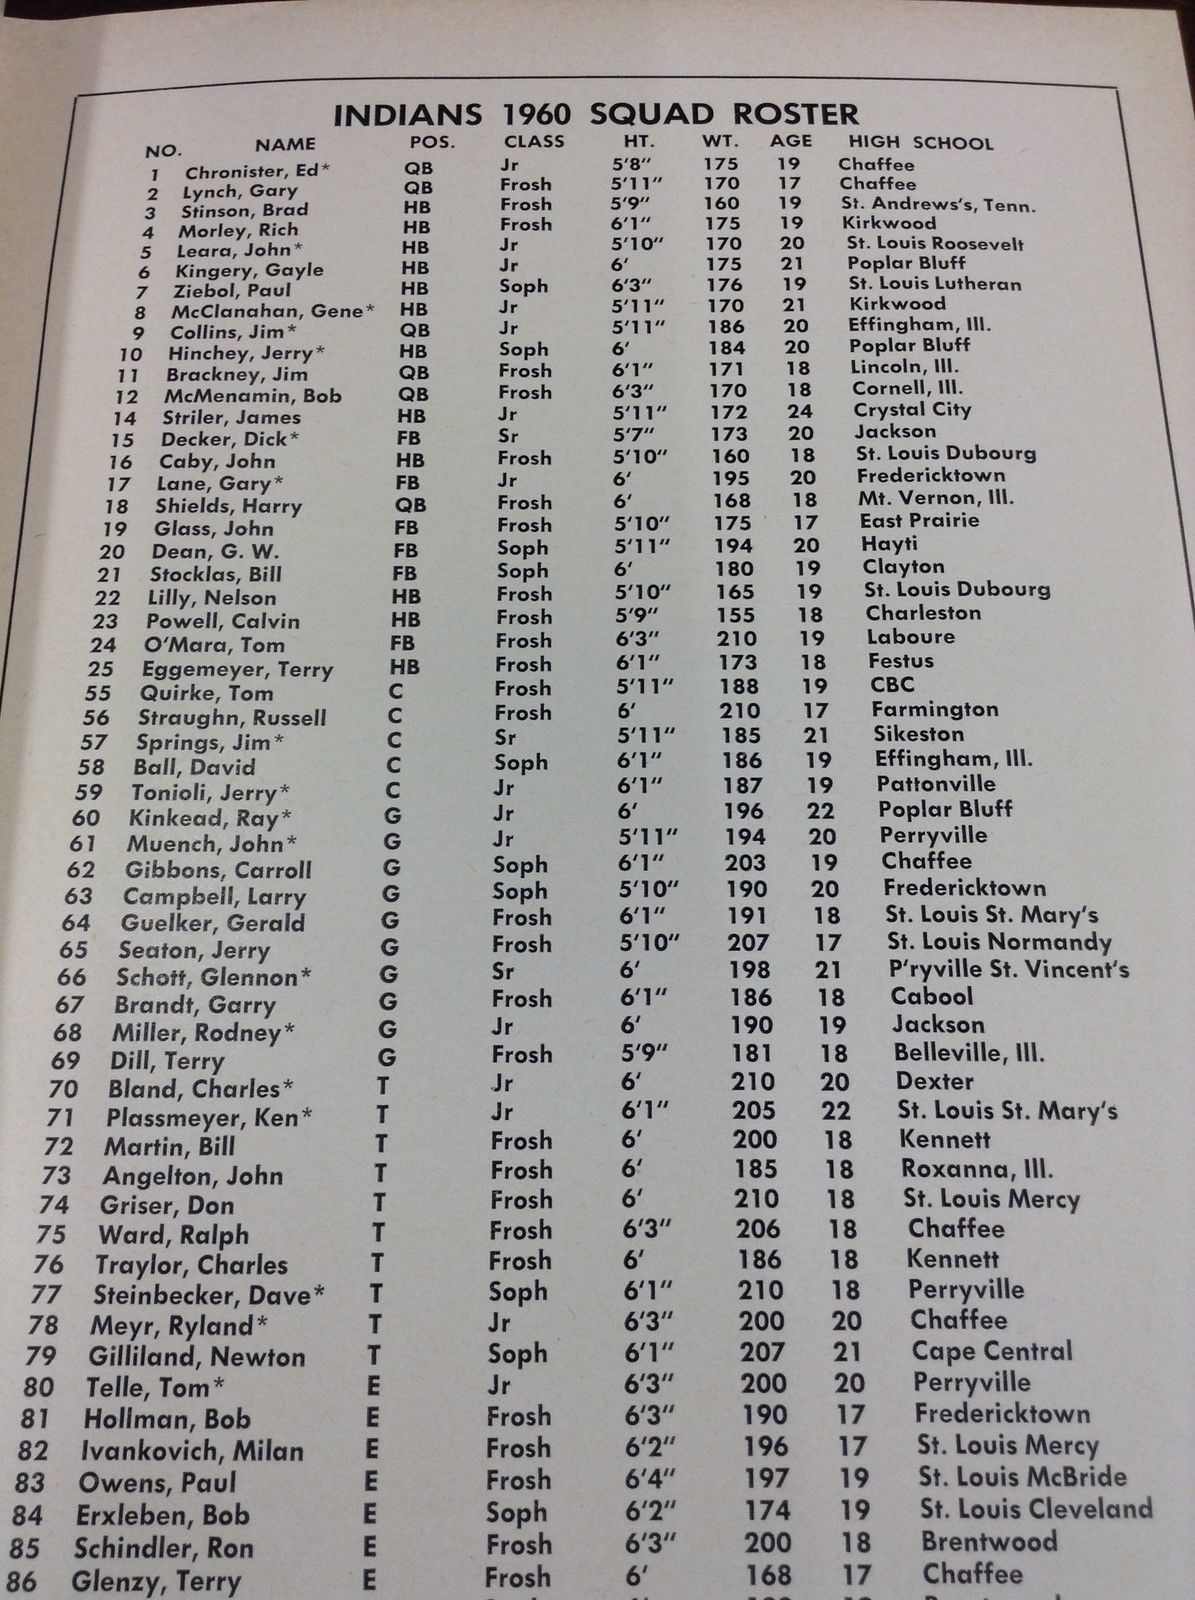 INDIANS 1960 SQUAD ROSTER
NO. NAME POS. CLASS HT. WT. AGE HIGH SCHOOL
1 Chronister, Ed* QB Jr 5'8" 175 19 Chaffee
2 Lynch, Gary QB Frosh 5'11" 170 17 Chaffee
3 Stinson, Brad HB Frosh 5'9" 160 19 St. Andrews's, Tenn.
4 Morley, Rich HB Frosh 6'1" 175 19 Kirkwood
5 Leara, John* HB Jr 5'10" 170 20 St. Louis Roosevelt
6 Kingery, Gayle HB Jr 6' 175 21 Poplar Bluff
7 Ziebol, Paul HB Soph 6'3" 176 19 St. Louis Lutheran
8 McClanahan, Gene* HB Jr 5'11" 170 21 Kirkwood
9 Collins, Jim* QB Jr 5'11" 186 20 Effingham, Ill.
10 Hinchey, Jerry* HB Soph 6' 184 20 Poplar Bluff
11 Brackney, Jim QB Frosh 6'1" 171 18 Lincoln, Ill.
12 McMenamin, Bob QB Frosh 6'3" 170 18 Cornell, Ill.
14 Striler, James HB Jr 5'11" 172 24 Crystal City
15 Decker, Dick* FB Sr 5'7" 173 20 Jackson
16 Caby, John HB Frosh 5'10" 160 18 St. Louis Dubourg
17 Lane, Gary* FB Jr 6' 195 20 Fredericktown
18 Shields, Harry QB Frosh 6' 168 18 Mt. Vernon, Ill.
19 Glass, John FB Frosh 5'10" 175 17 East Prairie
20 Dean, G. W. FB Soph 5'11" 194 20 Hayti
21 Stocklas, Bill FB Soph 6' 180 19 Clayton
22 Lilly, Nelson HB Frosh 5'10" 165 19 St. Louis Dubourg
23 Powell, Calvin HB Frosh 5'9" 155 18 Charleston
24 O'Mara, Tom FB Frosh 6'3" 210 19 Laboure
25 Eggemeyer, Terry HB Frosh 6'1" 173 18 Festus
55 Quirke, Tom C Frosh 5'11" 188 19 CBC
56 Straughn, Russell C Frosh 6' 210 17 Farmington
57 Springs, Jim* C Sr 5'11" 185 21 Sikeston
58 Ball, David C Soph 6'1" 186 19 Effingham, Ill.
59 Tonioli, Jerry* C Jr 6'1" 187 19 Pattonville
60 Kinkead, Ray* G Jr 6' 196 22 Poplar Bluff
61 Muench, John* G Jr 5'11" 194 20 Perryville
62 Gibbons, Carroll G Soph 6'1" 203 19 Chaffee
63 Campbell, Larry G Soph 5'10" 190 20 Fredericktown
64 Guelker, Gerald G Frosh 6'1" 191 18 St. Louis St. Mary's
65 Seaton, Jerry G Frosh 5'10" 207 17 St. Louis Normandy
66 Schott, Glennon* G Sr 6' 198 21 P'ryville St. Vincent's
67 Brandt, Garry G Frosh 6'1" 186 18 Cabool
68 Miller, Rodney* G Jr 6' 190 19 Jackson
69 Dill, Terry G Frosh 5'9" 181 18 Belleville, Ill.
70 Bland, Charles* T Jr 6' 210 20 Dexter
71 Plassmeyer, Ken* T Jr 6'1" 205 22 St. Louis St. Mary's
72 Martin, Bill T Frosh 6' 200 18 Kennett
73 Angelton, John T Frosh 6' 185 18 Roxanna, Ill.
74 Griser, Don T Frosh 6' 210 18 St. Louis Mercy
75 Ward, Ralph T Frosh 6'3" 206 18 Chaffee
76 Traylor, Charles T Frosh 6' 186 18 Kennett
77 Steinbecker, Dave* T Soph 6'1" 210 18 Perryville
78 Meyr, Ryland* T Jr 6'3" 200 20 Chaffee
79 Gilliland, Newton T Soph 6'1" 207 21 Cape Central
80 Telle, Tom* E Jr 6'3" 200 20 Perryville
81 Hollman, Bob E Frosh 6'3" 190 17 Fredericktown
82 Ivankovich, Milan E Frosh 6'2" 196 17 St. Louis Mercy
83 Owens, Paul E Frosh 6'4" 197 19 St. Louis McBride
84 Erxleben, Bob E Soph 6'2" 174 19 St. Louis Cleveland
85 Schindler, Ron E Frosh 6'3" 200 18 Brentwood
86 Glenzy, Terry E Frosh 6' 168 17 Chaffee